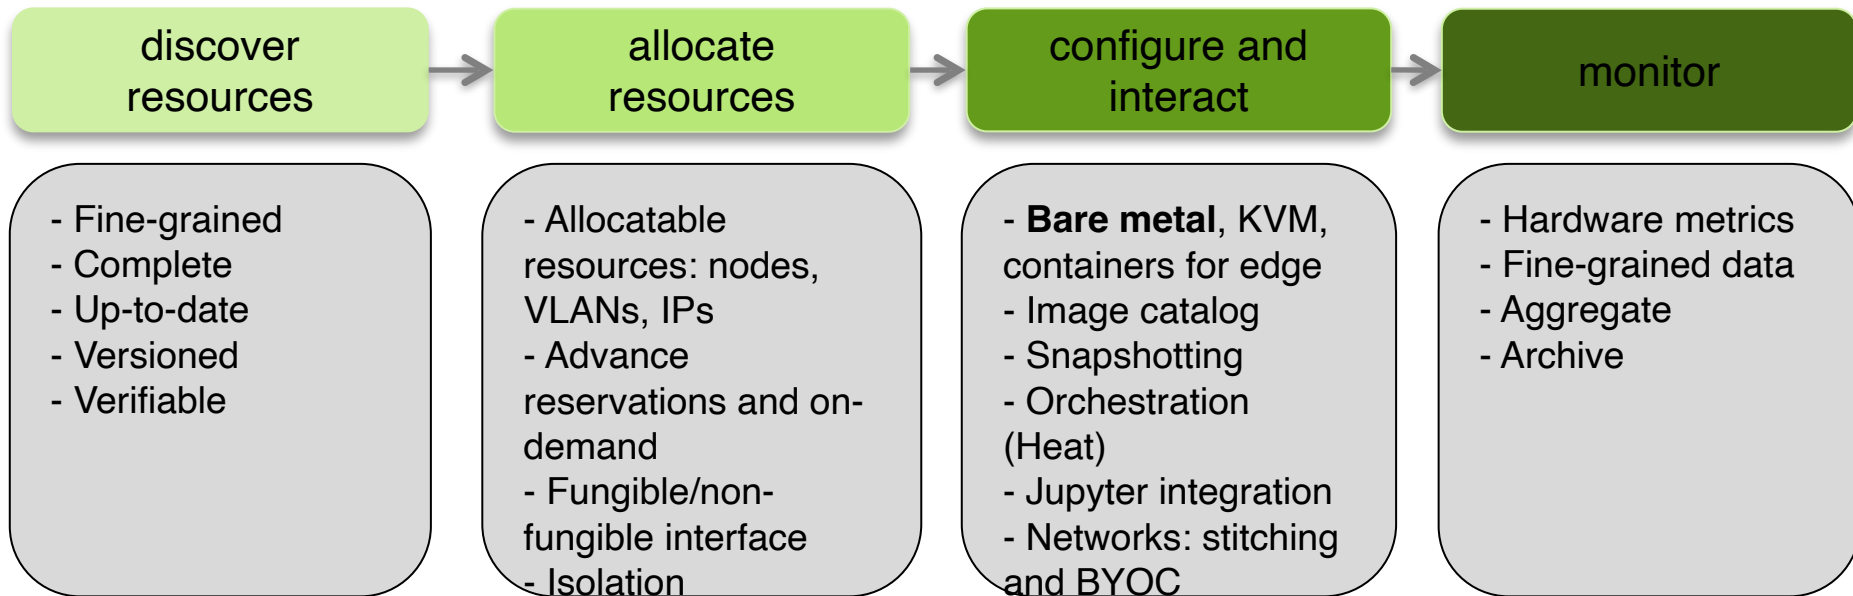 discover
resources
allocate
resources
configure and
interact
monitor
- Fine-grained
- Complete
- Up-to-date
- Versioned
- Verifiable
- Allocatable
resources: nodes,
VLANs, IPs
- Advance
reservations and on-
demand
- Fungible/non-
fungible interface
- Isolation
- Bare metal, KVM,
containers for edge
- Image catalog
- Snapshotting
- Orchestration
(Heat)
- Jupyter integration
- Networks: stitching
and BYOC
- Hardware metrics
- Fine-grained data
- Aggregate
- Archive